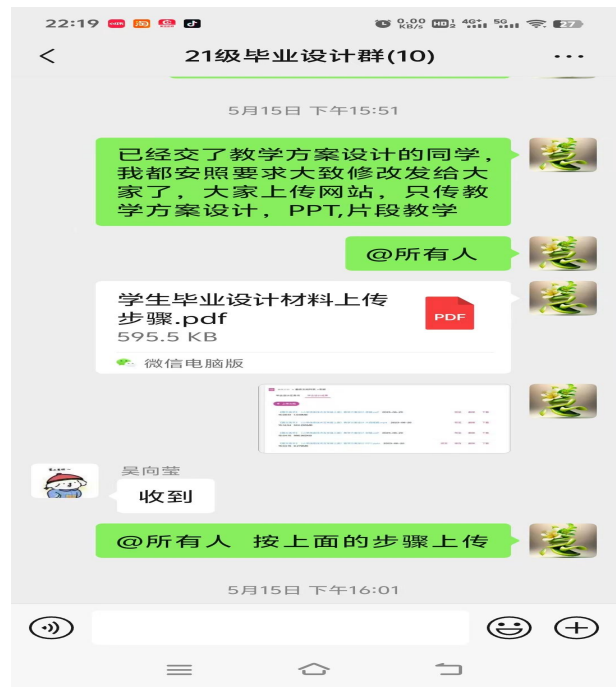 22:19
0.00
KB/s
HD
1
2
4G+
5G
27
21级毕业设计群(10)
5月15日 下午15:51
已经交了教学方案设计的同学,
我都安照要求大致修改发给大
家了，大家上传网站，只传教
学方案设计，PPT,片段教学
@所有人
学生毕业设计材料上传
步骤.pdf
PDF
595.5 KB
微信电脑版
吴向莹
收到
@所有人 按上面的步骤上传
5月15日 下午16:01